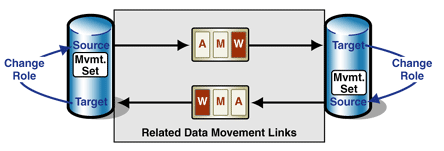 Source
Mvmt.
Set
Target
Change
Role
A M W
W M A
Related Data Movement Links
Target
Mvmt.
Set
Source
Change
Role